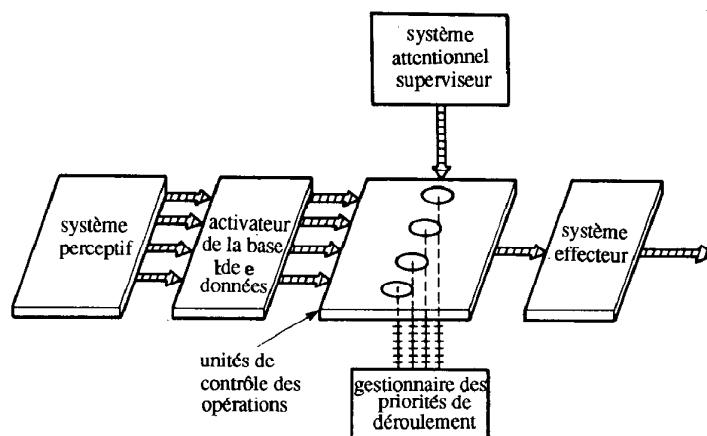 système
attentionnel
superviseur
système
perceptif
activateur
de la base
de
données
système
effecteur
unités de
contrôle des
opérations
gestionnaire des
priorités de
déroulement